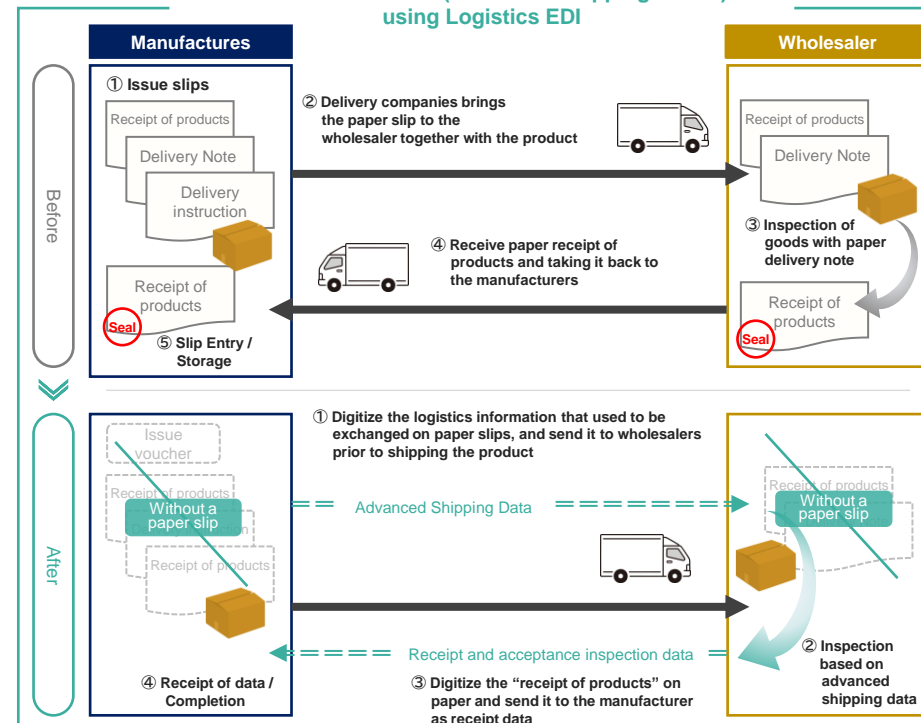 using Logistics EDI
Manufactures
Wholesaler
Before
① Issue slips
Receipt of products
Delivery Note
Delivery
instruction
② Delivery companies brings
the paper slip to the
wholesaler together with the product
Receipt of products
Delivery Note
③ Inspection of
goods with paper
delivery note
④ Receive paper receipt of
products and taking it back to
the manufacturers
Receipt of
products
Seal
Receipt of
products
Seal
⑤ Slip Entry /
Storage
After
① Digitize the logistics information that used to be
exchanged on paper slips, and send it to wholesalers
prior to shipping the product
Issue
voucher
Receipt of products
Without a
paper slip
Receipt of products
Advanced Shipping Data
Receipt of products
Without a
paper slip
Receipt and acceptance inspection data
② Inspection
based on
advanced
shipping data
③ Digitize the “receipt of products” on
paper and send it to the manufacturer
as receipt data
④ Receipt of data /
Completion